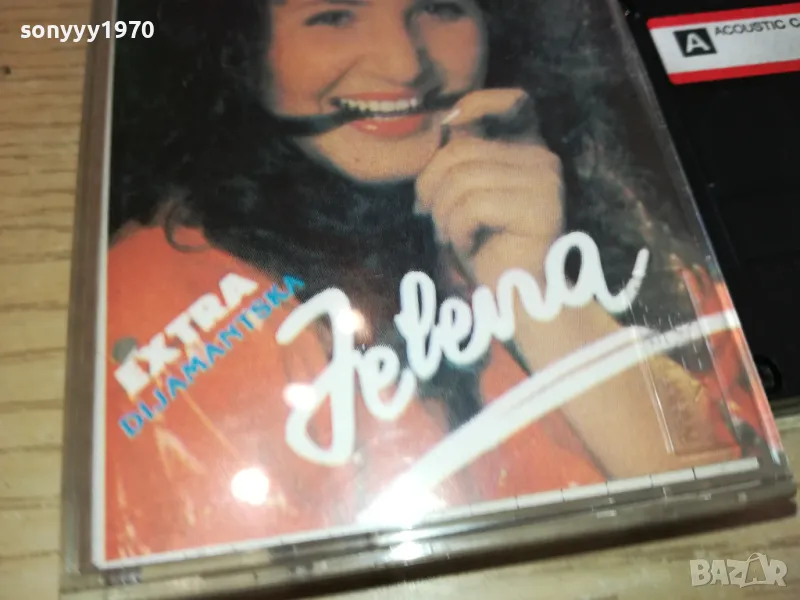 sonyyy1970
A ACOUSTIC
EXTRA
DIJAMANTSKA
Jelena
BAZAR